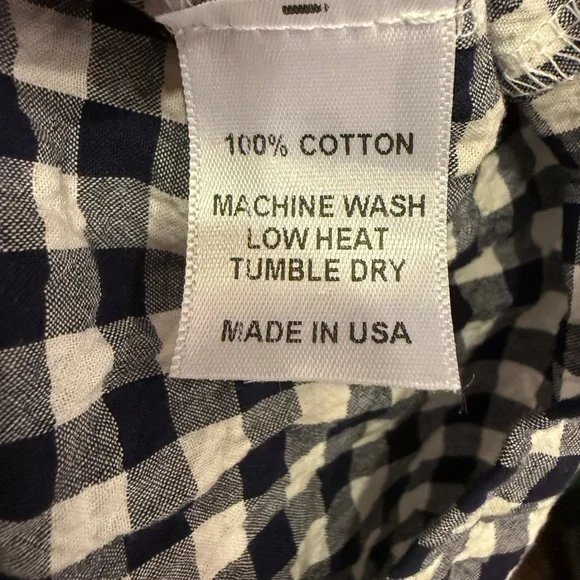 100% COTTON
MACHINE WASH
LOW HEAT
TUMBLE DRY
MADE IN USA